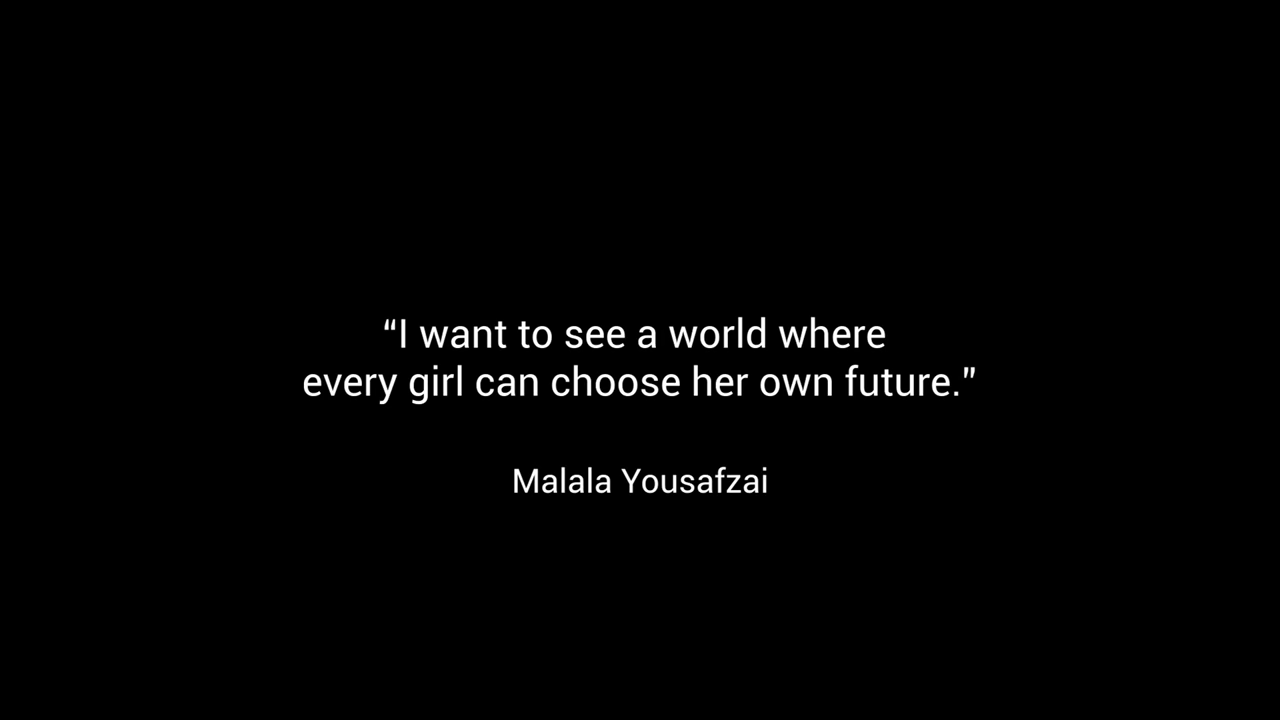 “I want to see a world where
every girl can choose her own future.”
Malala Yousafzai